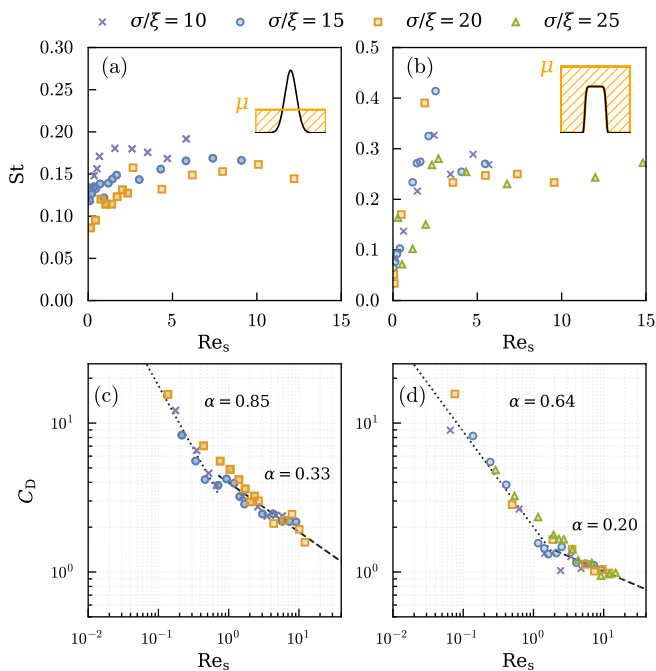 σ/ξ = 10 σ/ξ = 15 σ/ξ = 20 σ/ξ = 25
(a)
μ
0.30
0.25
0.20
0.15
0.10
0.05
0.00
St
0 5 10 15
Re_s
(b)
μ
0.5
0.4
0.3
0.2
0.1
0.0
0 5 10 15
Re_s
(c)
α = 0.85
α = 0.33
10^1
10^0
C_D
10^−2 10^−1 10^0 10^1
Re_s
(d)
α = 0.64
α = 0.20
10^1
10^0
10^−2 10^−1 10^0 10^1
Re_s